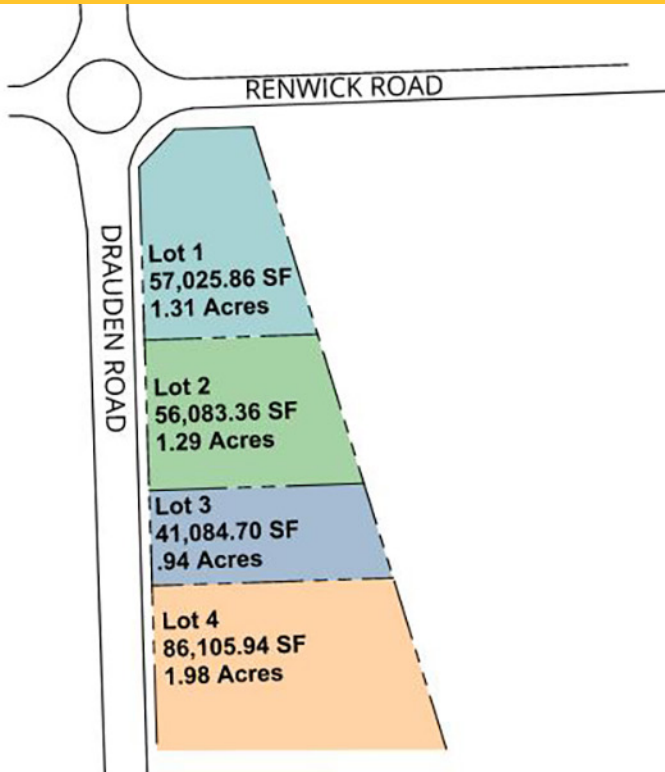 RENWICK ROAD
DRAUDEN ROAD
Lot 1
57,025.86 SF
1.31 Acres
Lot 2
56,083.36 SF
1.29 Acres
Lot 3
41,084.70 SF
.94 Acres
Lot 4
86,105.94 SF
1.98 Acres